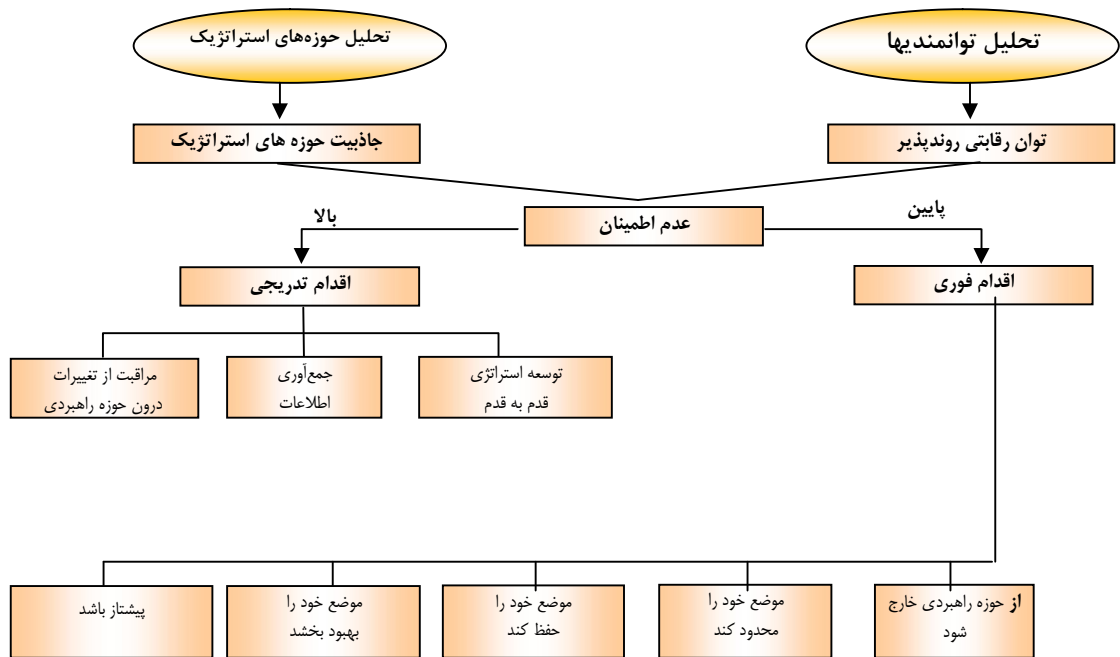 تحلیل توانمندیها
تحلیل حوزه‌های استراتژیک
توان رقابتی روندپذیر
جاذبیت حوزه های استراتژیک
عدم اطمینان
پایین
بالا
اقدام فوری
اقدام تدریجی
توسعه استراتژی
قدم به قدم
جمع‌آوری
اطلاعات
مراقبت از تغییرات
درون حوزه راهبردی
از حوزه راهبردی خارج
شود
موضع خود را
محدود کند
موضع خود را
حفظ کند
موضع خود را
بهبود بخشد
پیشتاز باشد